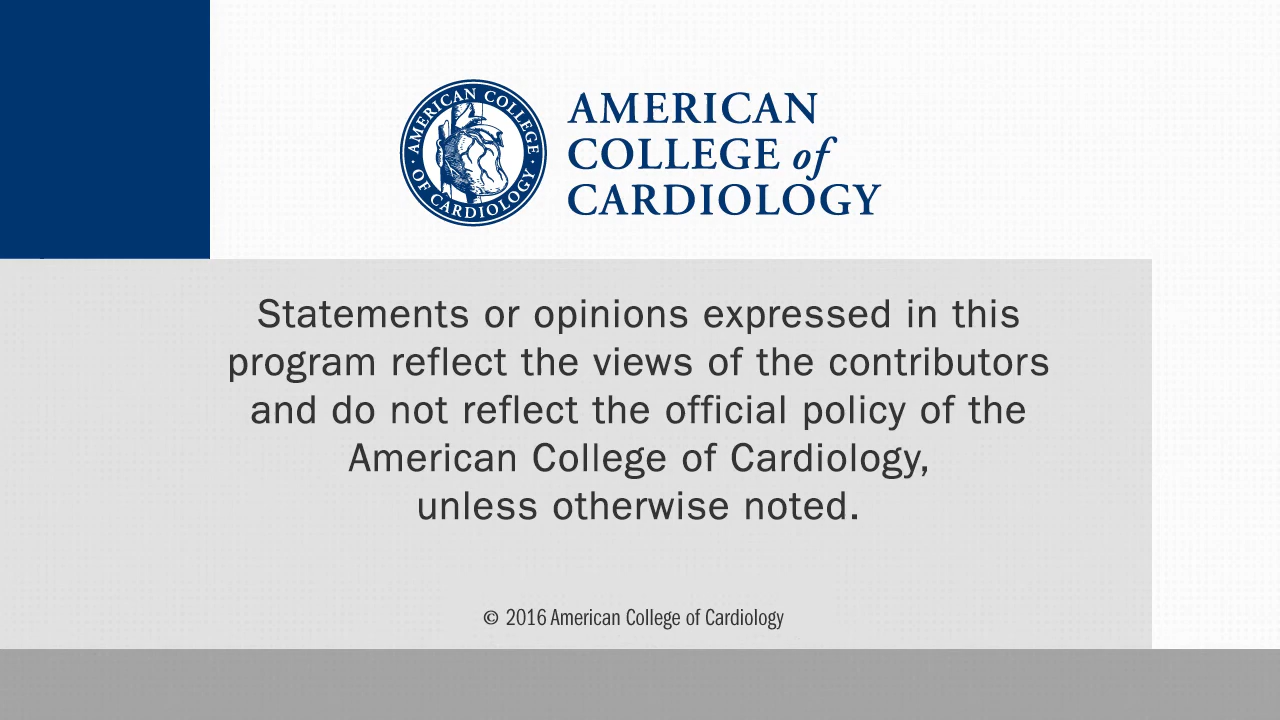 AMERICAN COLLEGE
OF CARDIOLOGY
AMERICAN
COLLEGE of
CARDIOLOGY
Statements or opinions expressed in this
program reflect the views of the contributors
and do not reflect the official policy of the
American College of Cardiology,
unless otherwise noted.
© 2016 American College of Cardiology